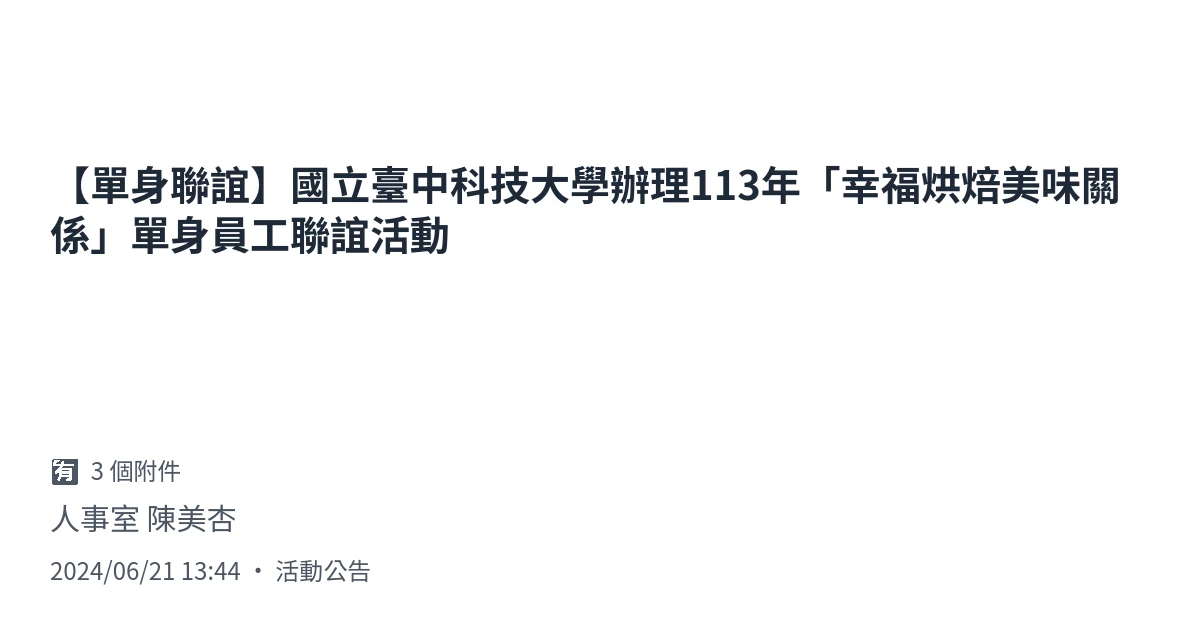 【單身聯誼】國立臺中科技大學辦理113年「幸福烘焙美味關
係」單身員工聯誼活動
有 3 個附件
人事室 陳美杏
2024/06/21 13:44 • 活動公告